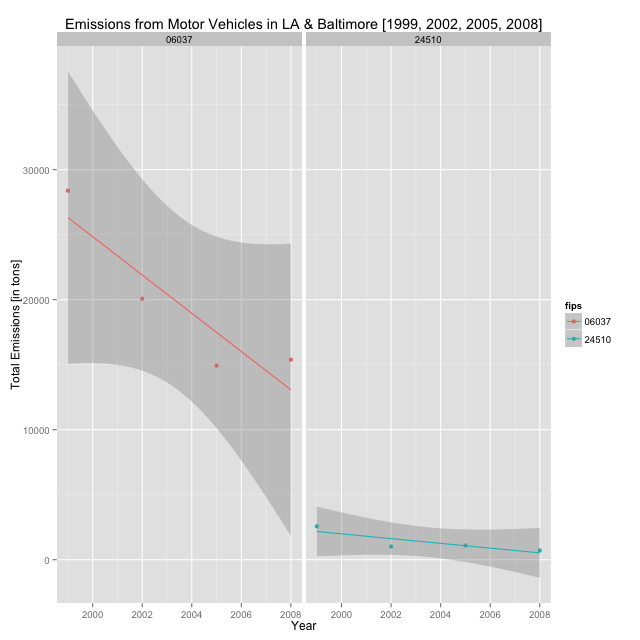 Emissions from Motor Vehicles in LA & Baltimore [1999, 2002, 2005, 2008]
06037 24510
Total Emissions [in tons]
30000
20000
10000
0
2000 2002 2004 2006 2008 2000 2002 2004 2006 2008
Year
fips
06037
24510